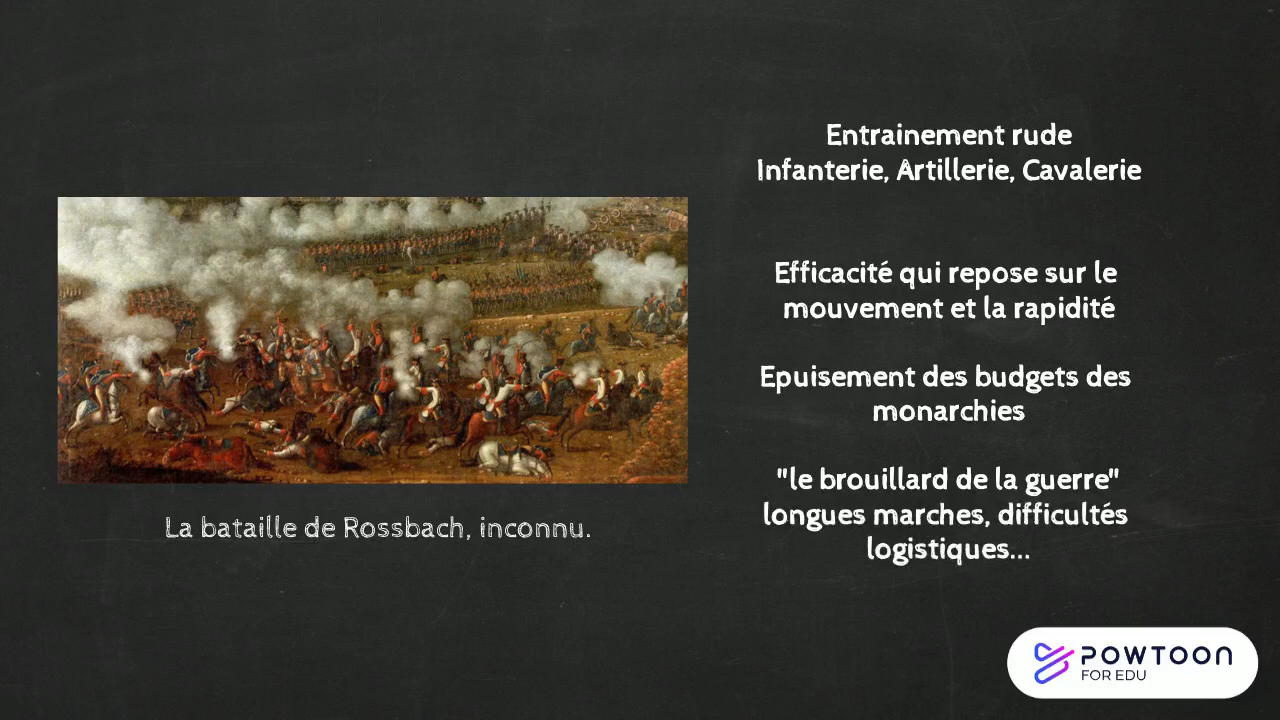 Entrainement rude
Infanterie, Artillerie, Cavalerie
Efficacité qui repose sur le
mouvement et la rapidité
Epuisement des budgets des
monarchies
"le brouillard de la guerre"
longues marches, difficultés
logistiques...
La bataille de Rossbach, inconnu.
POWTOON
FOR EDU